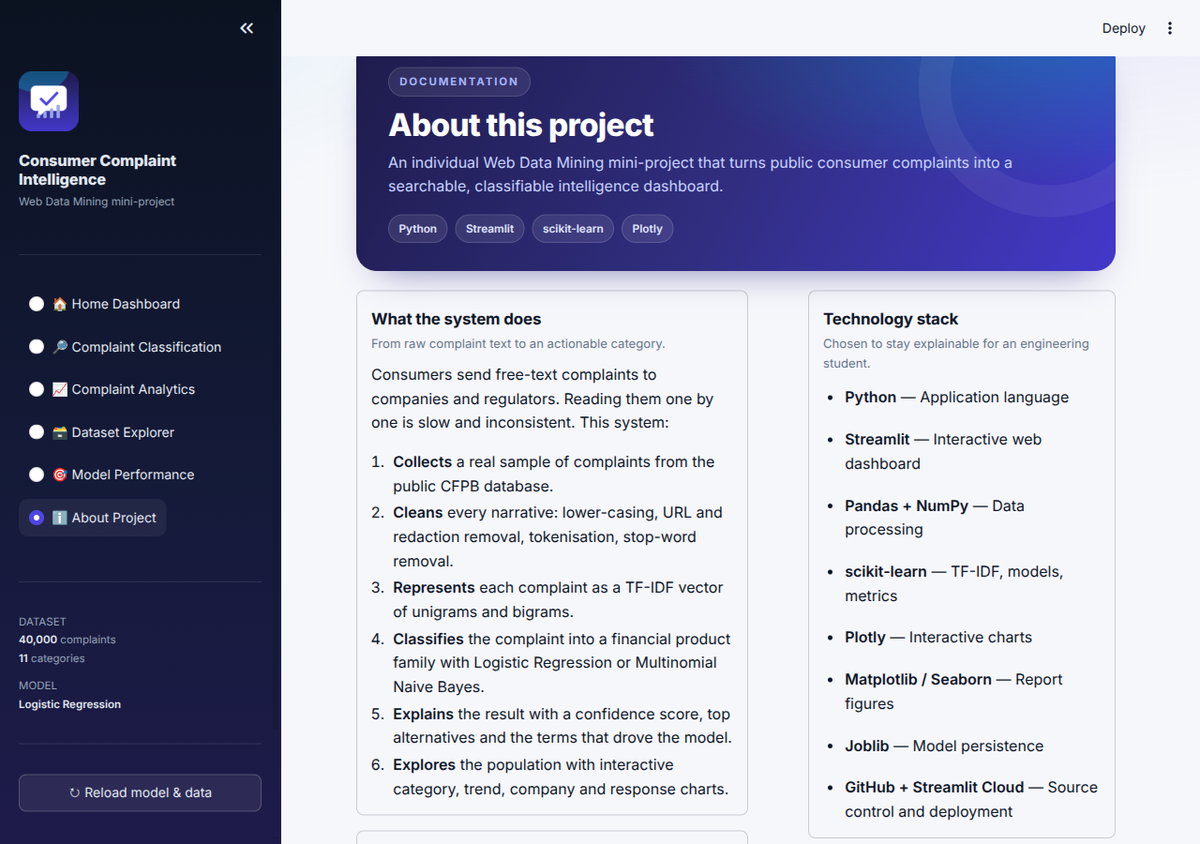 Deploy
Consumer Complaint
Intelligence
Web Data Mining mini-project
🏠 Home Dashboard
🔎 Complaint Classification
📈 Complaint Analytics
🗃️ Dataset Explorer
🎯 Model Performance
ℹ️ About Project
DATASET
40,000 complaints
11 categories
MODEL
Logistic Regression
↻ Reload model & data
DOCUMENTATION
About this project
An individual Web Data Mining mini-project that turns public consumer complaints into a
searchable, classifiable intelligence dashboard.
Python
Streamlit
scikit-learn
Plotly
What the system does
From raw complaint text to an actionable category.
Consumers send free-text complaints to
companies and regulators. Reading them one by
one is slow and inconsistent. This system:
1. Collects a real sample of complaints from the
public CFPB database.
2. Cleans every narrative: lower-casing, URL and
redaction removal, tokenisation, stop-word
removal.
3. Represents each complaint as a TF-IDF vector
of unigrams and bigrams.
4. Classifies the complaint into a financial product
family with Logistic Regression or Multinomial
Naive Bayes.
5. Explains the result with a confidence score, top
alternatives and the terms that drove the model.
6. Explores the population with interactive
category, trend, company and response charts.
Technology stack
Chosen to stay explainable for an engineering
student.
• Python — Application language
• Streamlit — Interactive web
dashboard
• Pandas + NumPy — Data
processing
• scikit-learn — TF-IDF, models,
metrics
• Plotly — Interactive charts
• Matplotlib / Seaborn — Report
figures
• Joblib — Model persistence
• GitHub + Streamlit Cloud — Source
control and deployment